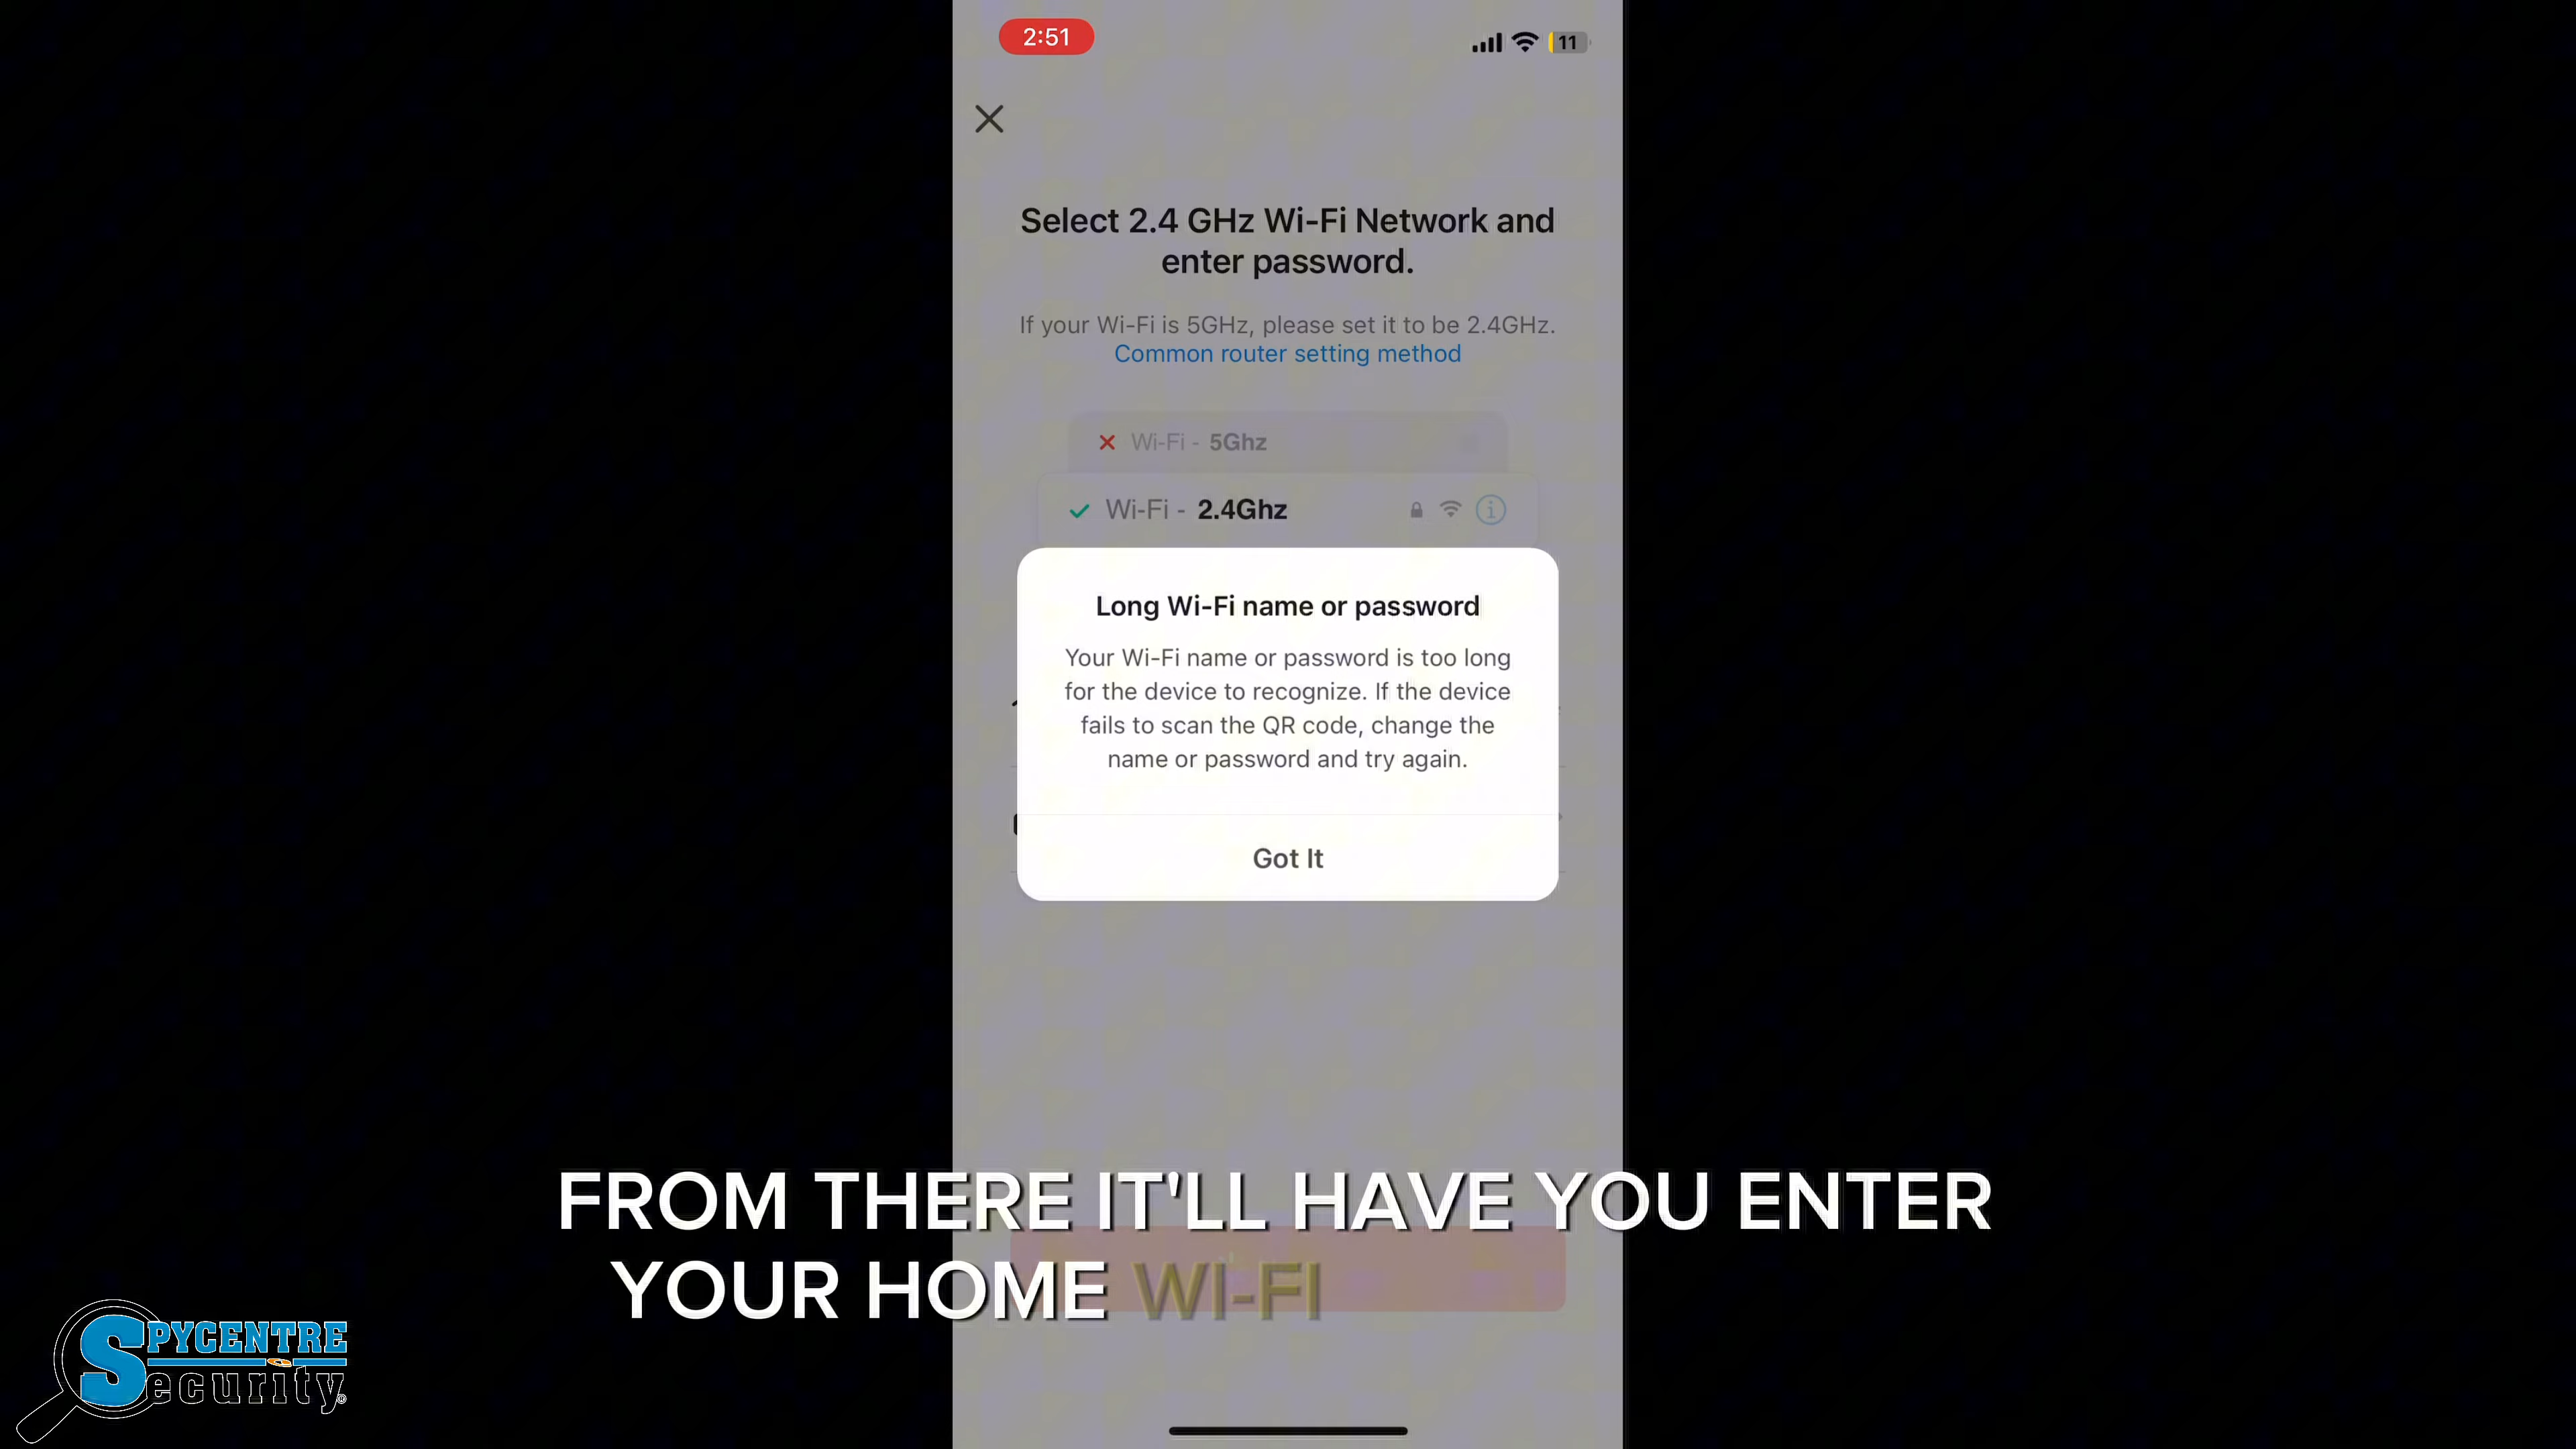 2:51
11
Select 2.4 GHz Wi-Fi Network and
enter password.
If your Wi-Fi is 5GHz, please set it to be 2.4GHz.
Common router setting method
Wi-Fi - 5Ghz
Wi-Fi - 2.4Ghz
Long Wi-Fi name or password
Your Wi-Fi name or password is too long
for the device to recognize. If the device
fails to scan the QR code, change the
name or password and try again.
Got It
FROM THERE IT'LL HAVE YOU ENTER
YOUR HOME WI-FI
SPYCENTRE
Security